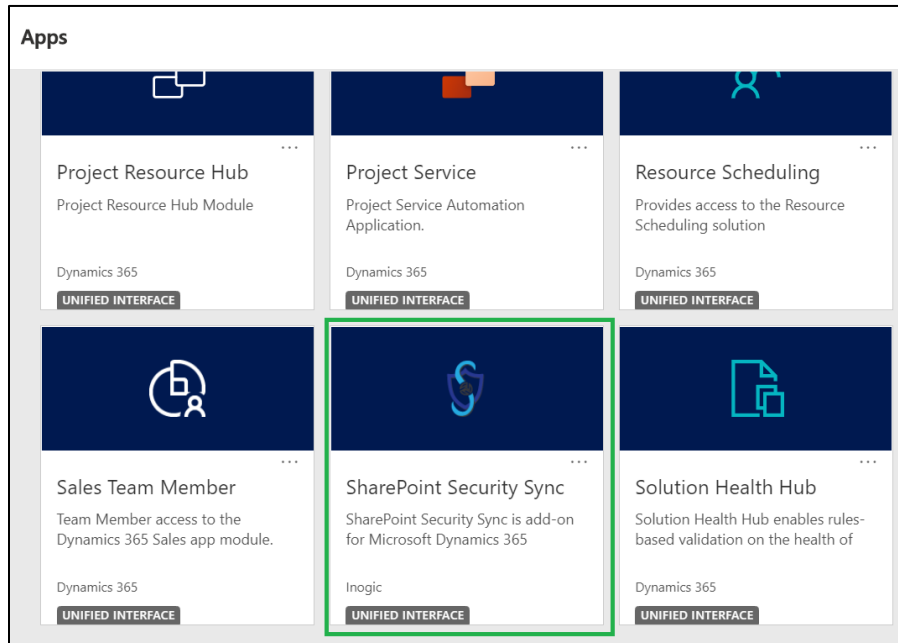 Apps
...
Project Resource Hub
Project Resource Hub Module
Dynamics 365
UNIFIED INTERFACE
...
Project Service
Project Service Automation
Application.
Dynamics 365
UNIFIED INTERFACE
...
Resource Scheduling
Provides access to the Resource
Scheduling solution
Dynamics 365
UNIFIED INTERFACE
...
Sales Team Member
Team Member access to the
Dynamics 365 Sales app module.
Dynamics 365
UNIFIED INTERFACE
...
SharePoint Security Sync
SharePoint Security Sync is add-on
for Microsoft Dynamics 365
Inogic
UNIFIED INTERFACE
...
Solution Health Hub
Solution Health Hub enables rules-
based validation on the health of
Dynamics 365
UNIFIED INTERFACE